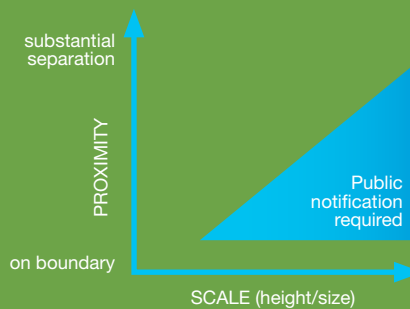 substantial
separation
PROXIMITY
Public
notification
required
on boundary
SCALE (height/size)